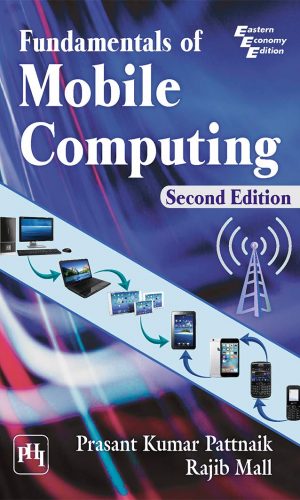 Eastern
Economy
Edition
Fundamentals of
Mobile
Computing
Second Edition
PHI
Prasant Kumar Pattnaik
Rajib Mall